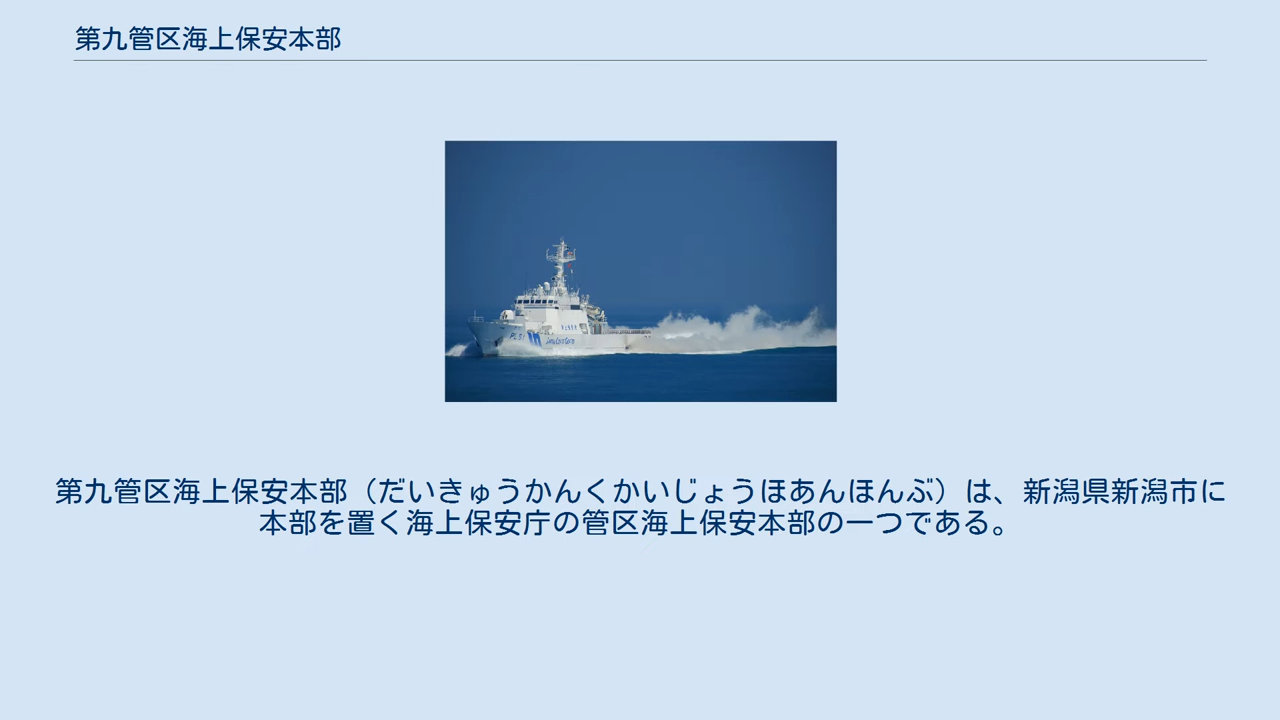 第九管区海上保安本部
第九管区海上保安本部（だいきゅうかんくかいじょうほあんほんぶ）は、新潟県新潟市に
本部を置く海上保安庁の管区海上保安本部の一つである。